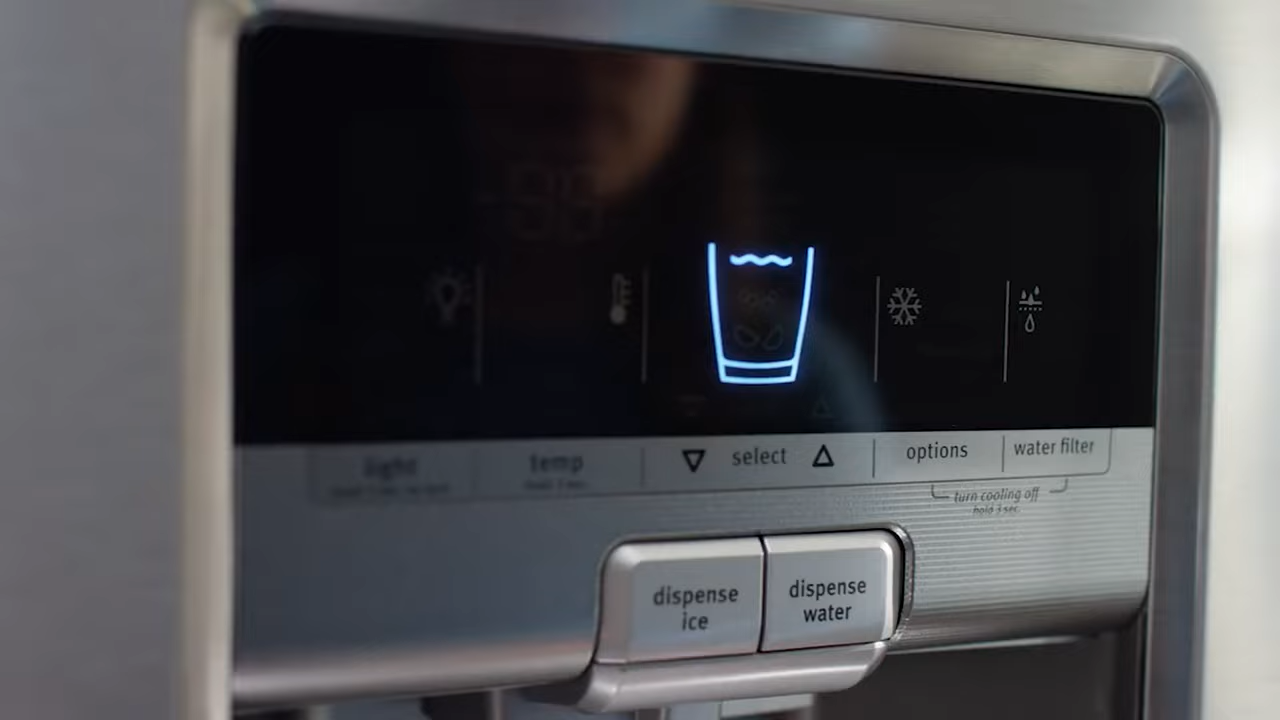 light
temp
select
options
water filter
turn cooling off
hold 3 sec.
dispense
ice
dispense
water